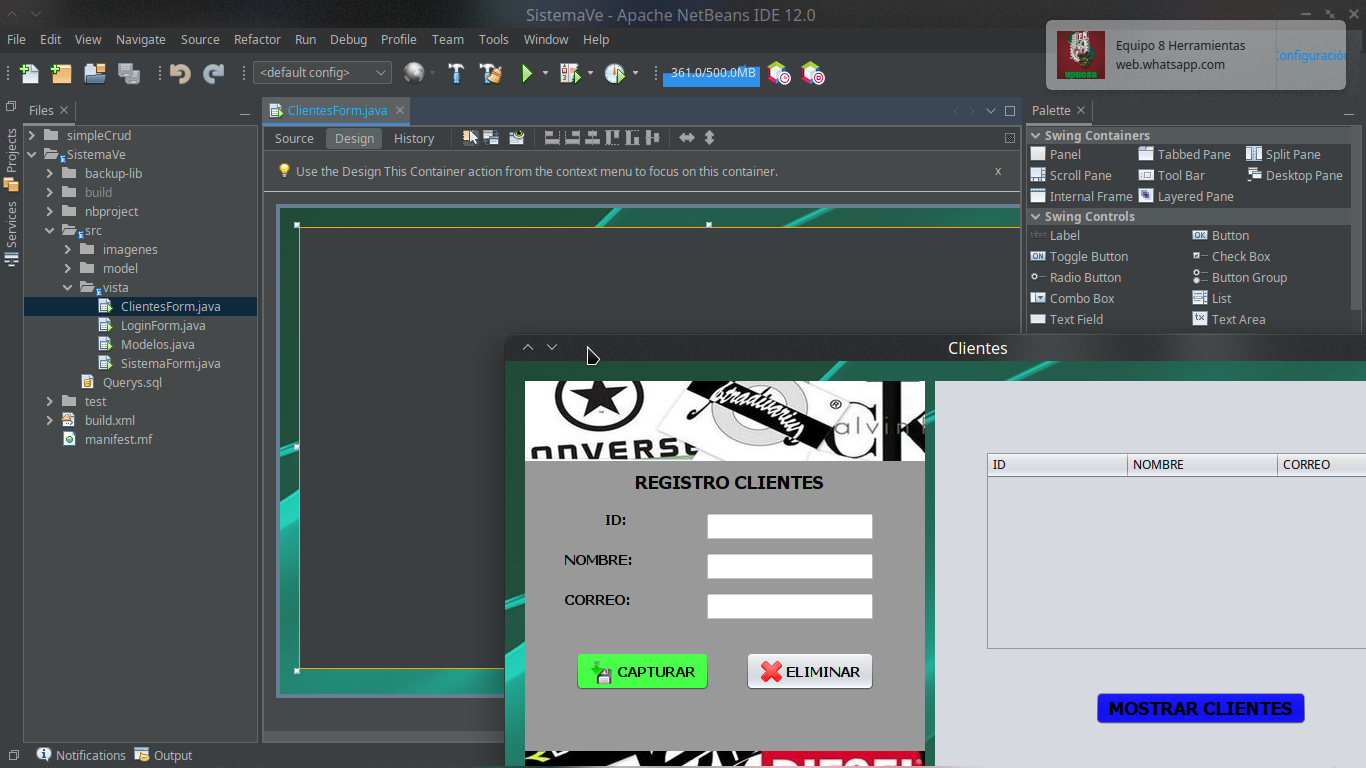 SistemaVe - Apache NetBeans IDE 12.0
File Edit View Navigate Source Refactor Run Debug Profile Team Tools Window Help
<default config>
361.0/500.0MB
Equipo 8 Herramientas
web.whatsapp.com
Configuración
upiicsa
Files
ClientesForm.java
Palette
Projects
Services
Source Design History
Use the Design This Container action from the context menu to focus on this container.
x
simpleCrud
SistemaVe
backup-lib
build
nbproject
src
imagenes
model
vista
ClientesForm.java
LoginForm.java
Modelos.java
SistemaForm.java
Querys.sql
test
build.xml
manifest.mf
Swing Containers
Panel Tabbed Pane Split Pane
Scroll Pane Tool Bar Desktop Pane
Internal Frame Layered Pane
Swing Controls
Label Button
Toggle Button Check Box
Radio Button Button Group
Combo Box List
Text Field Text Area
Clientes
CONVERSE
Stradivarius
®
CK
alvin
REGISTRO CLIENTES
ID:
NOMBRE:
CORREO:
CAPTURAR
ELIMINAR
DIESEL
ID NOMBRE CORREO
MOSTRAR CLIENTES
Notifications Output